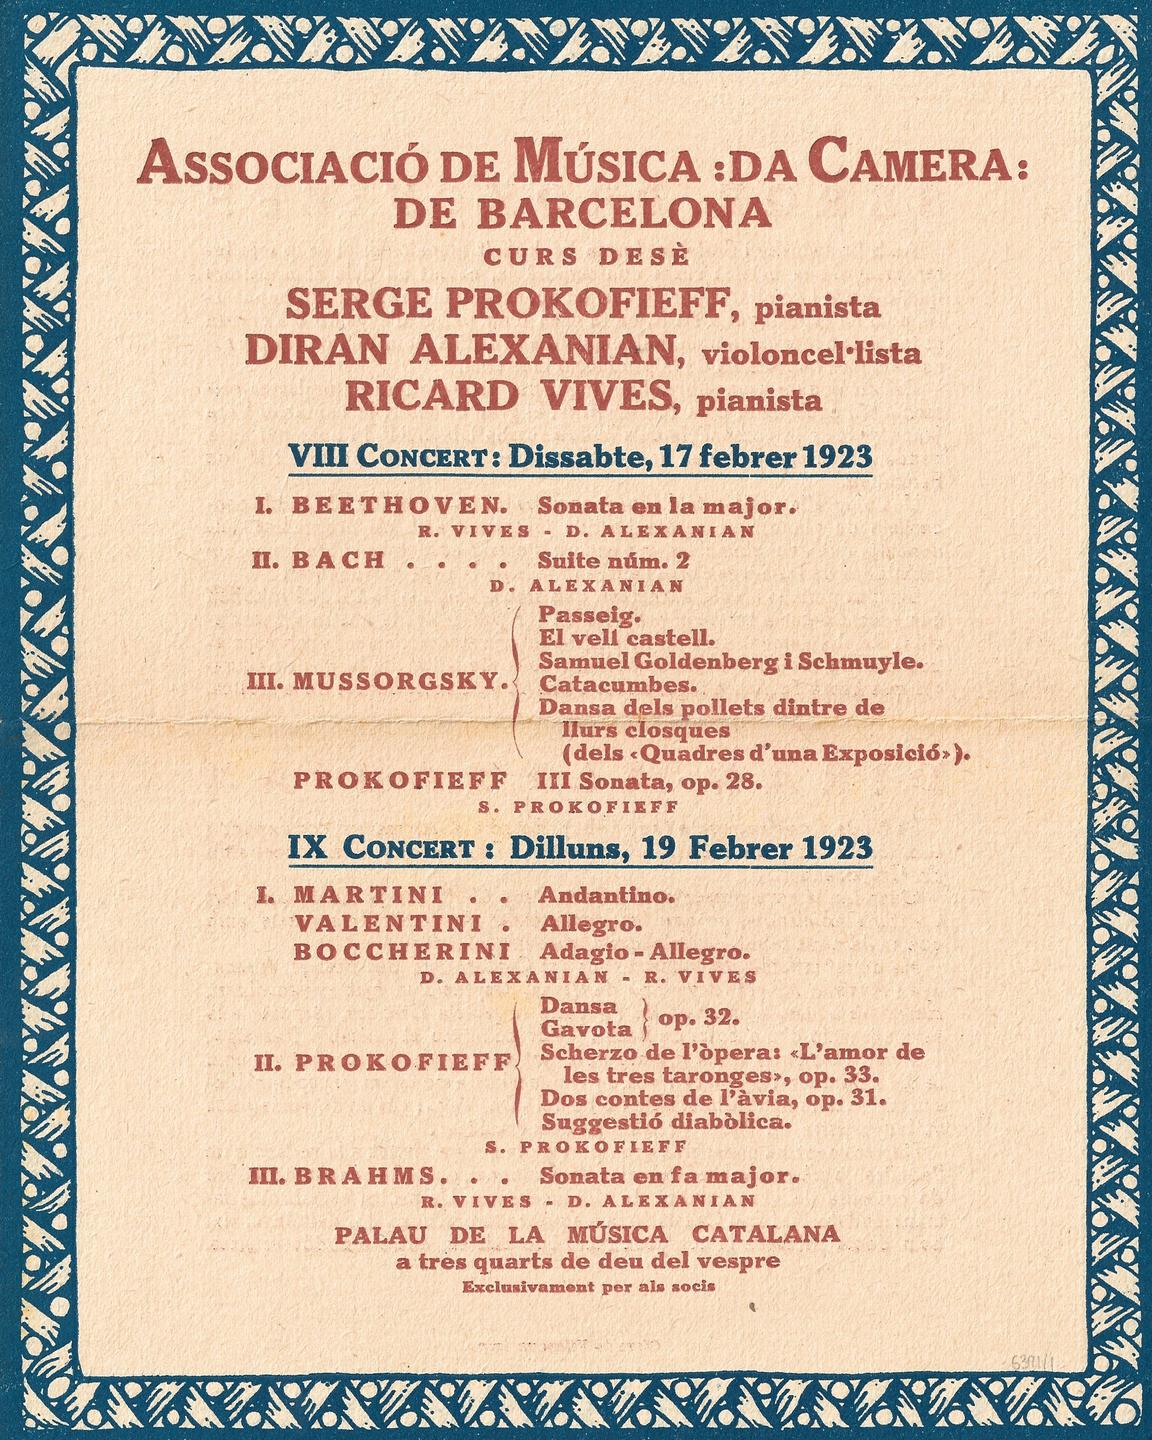 ASSOCIACIÓ DE MÚSICA :DA CAMERA:
DE BARCELONA
CURS DESÈ
SERGE PROKOFIEFF, pianista
DIRAN ALEXANIAN, violoncel·lista
RICARD VIVES, pianista
VIII CONCERT: Dissabte, 17 febrer 1923
I. BEETHOVEN. Sonata en la major.
R. VIVES - D. ALEXANIAN
II. BACH . . . . Suite núm. 2
D. ALEXANIAN
Passeig.
El vell castell.
Samuel Goldenberg i Schmuyle.
III. MUSSORGSKY. Catacumbes.
Dansa dels pollets dintre de
llurs closques
(dels «Quadres d'una Exposició»).
PROKOFIEFF III Sonata, op. 28.
S. PROKOFIEFF
IX CONCERT : Dilluns, 19 Febrer 1923
I. MARTINI . . Andantino.
VALENTINI . Allegro.
BOCCHERINI Adagio - Allegro.
D. ALEXANIAN - R. VIVES
Dansa
Gavota op. 32.
II. PROKOFIEFF Scherzo de l'òpera: «L'amor de
les tres taronges», op. 33.
Dos contes de l'àvia, op. 31.
Suggestió diabòlica.
S. PROKOFIEFF
III. BRAHMS. . . Sonata en fa major.
R. VIVES - D. ALEXANIAN
PALAU DE LA MÚSICA CATALANA
a tres quarts de deu del vespre
Exclusivament per als socis